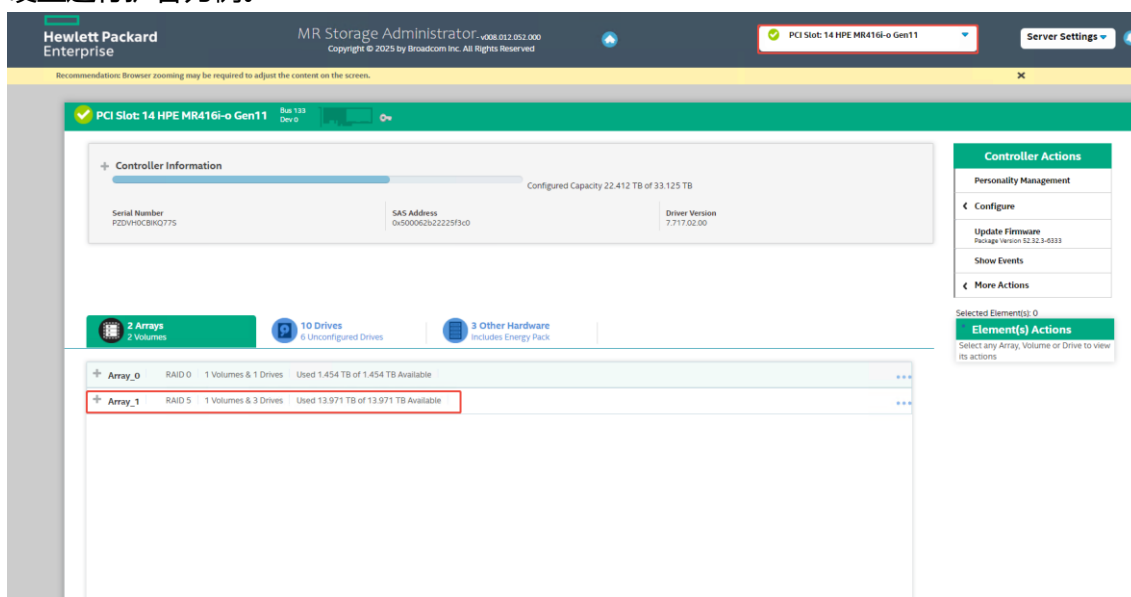 Hewlett Packard
Enterprise
MR Storage Administrator-v008.012.052.000
Copyright © 2025 by Broadcom Inc. All Rights Reserved
PCI Slot: 14 HPE MR416i-o Gen11
Server Settings
Recommendation: Browser zooming may be required to adjust the content on the screen.
PCI Slot: 14 HPE MR416i-o Gen11
Bus 133
Dev 0
Controller Information
Configured Capacity 22.412 TB of 33.125 TB
Serial Number
PZDVH0CBIKQ77S
SAS Address
0x500062b22225f3c0
Driver Version
7.717.02.00
Controller Actions
Personality Management
Configure
Update Firmware
Package Version 52.32.3-6333
Show Events
More Actions
2 Arrays
2 Volumes
10 Drives
6 Unconfigured Drives
3 Other Hardware
Includes Energy Pack
Selected Element(s): 0
Element(s) Actions
Select any Array, Volume or Drive to view
its actions
Array_0 RAID 0 1 Volumes & 1 Drives Used 1.454 TB of 1.454 TB Available
Array_1 RAID 5 1 Volumes & 3 Drives Used 13.971 TB of 13.971 TB Available